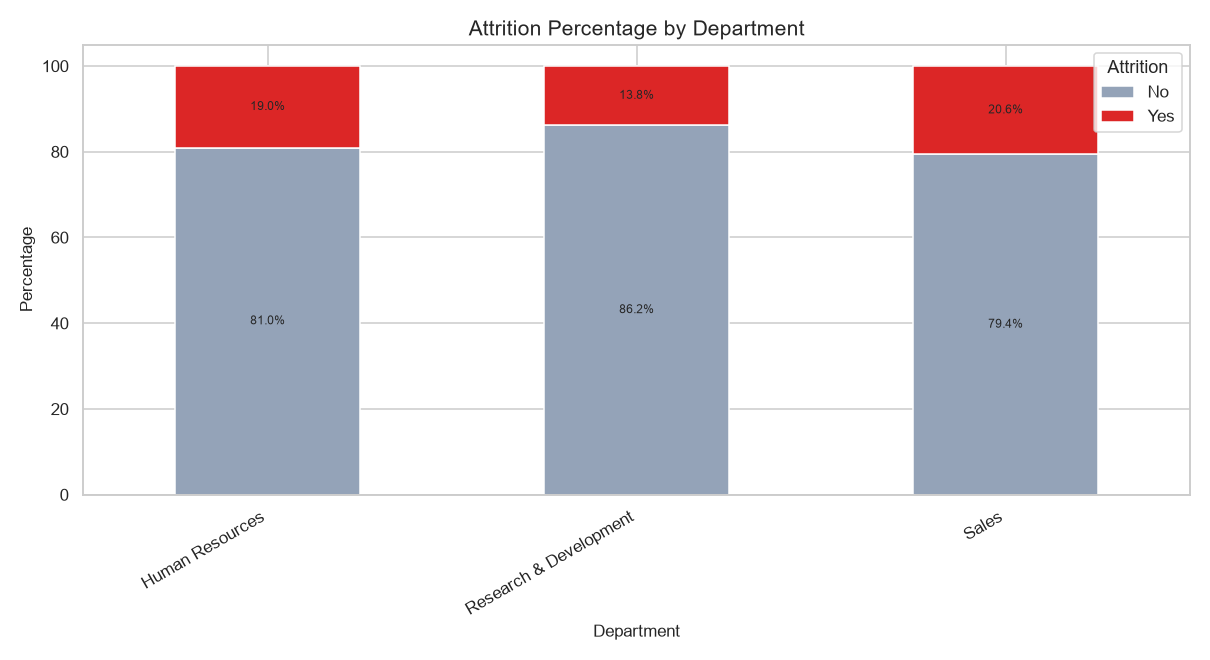 Attrition Percentage by Department
Attrition
No
Yes
Percentage
100
80
60
40
20
0
19.0%
13.8%
20.6%
81.0%
86.2%
79.4%
Human Resources
Research & Development
Sales
Department